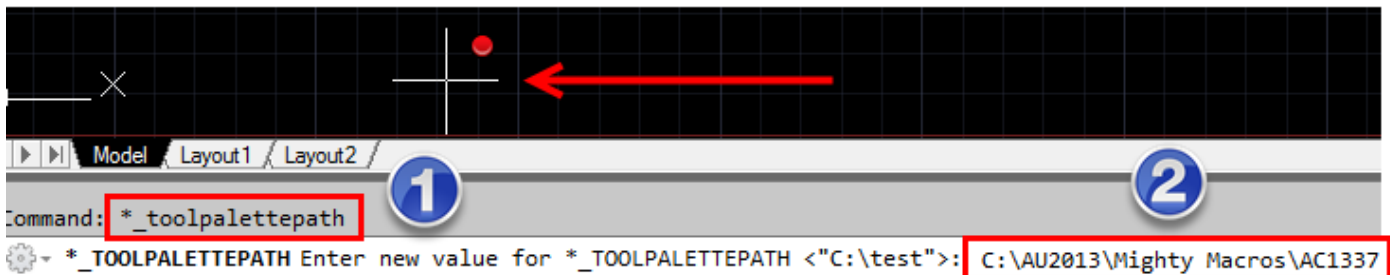 Model Layout1 Layout2
1 2
Command: *_toolpalettepath
*_TOOLPALETTEPATH Enter new value for *_TOOLPALETTEPATH <"C:\test">: C:\AU2013\Mighty Macros\AC1337